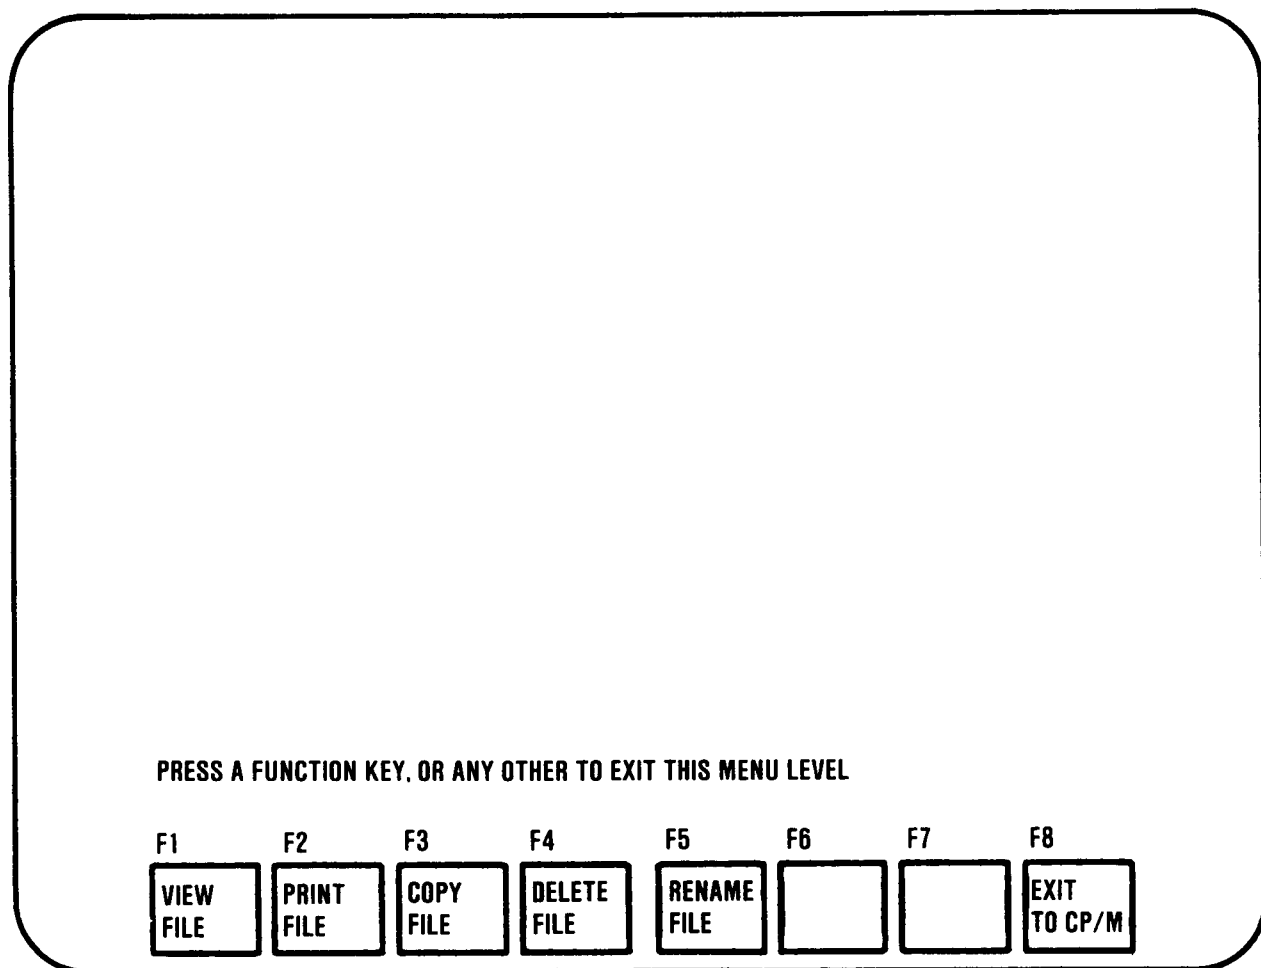 PRESS A FUNCTION KEY, OR ANY OTHER TO EXIT THIS MENU LEVEL
F1 F2 F3 F4 F5 F6 F7 F8
VIEW PRINT COPY DELETE RENAME EXIT
FILE FILE FILE FILE FILE TO CP/M